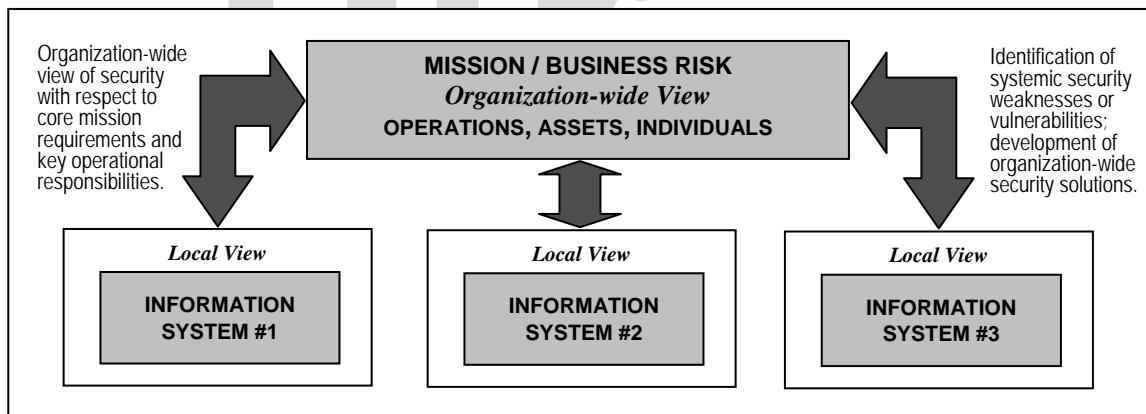 Organization-wide
view of security
with respect to
core mission
requirements and
key operational
responsibilities.
MISSION / BUSINESS RISK
Organization-wide View
OPERATIONS, ASSETS, INDIVIDUALS
Identification of
systemic security
weaknesses or
vulnerabilities;
development of
organization-wide
security solutions.
Local View
INFORMATION
SYSTEM #1
Local View
INFORMATION
SYSTEM #2
Local View
INFORMATION
SYSTEM #3